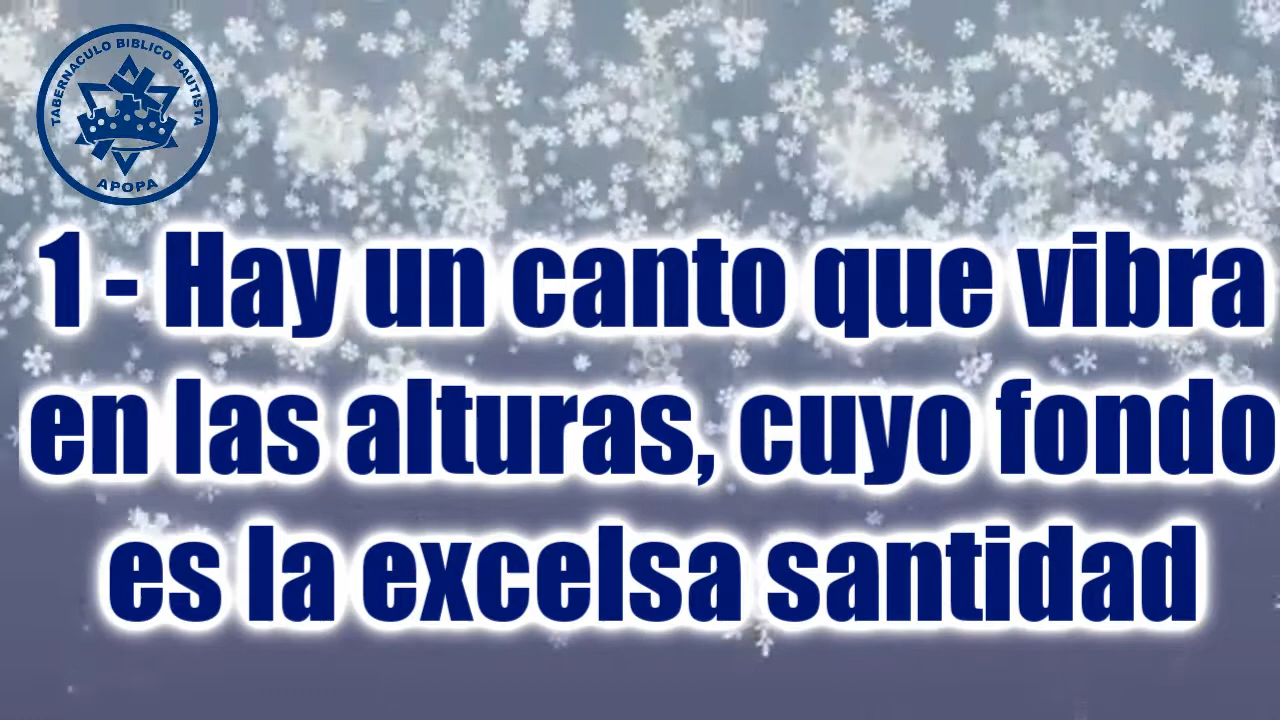 TABERNACULO BIBLICO BAUTISTA
APOPA
1 - Hay un canto que vibra
en las alturas, cuyo fondo
es la excelsa santidad